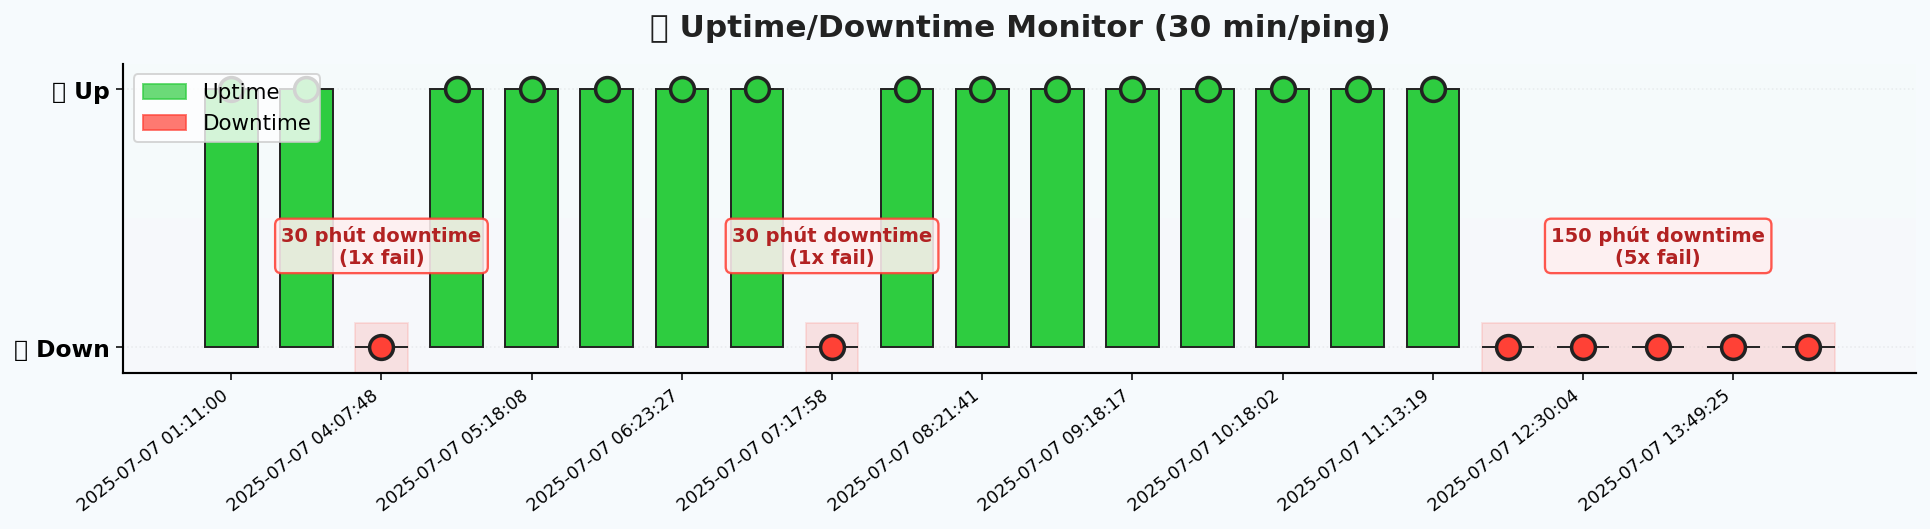 Uptime/Downtime Monitor (30 min/ping)
Up
Uptime
Downtime
30 phút downtime
(1x fail)
30 phút downtime
(1x fail)
150 phút downtime
(5x fail)
Down
2025-07-07 01:11:00
2025-07-07 04:07:48
2025-07-07 05:18:08
2025-07-07 06:23:27
2025-07-07 07:17:58
2025-07-07 08:21:41
2025-07-07 09:18:17
2025-07-07 10:18:02
2025-07-07 11:13:19
2025-07-07 12:30:04
2025-07-07 13:49:25